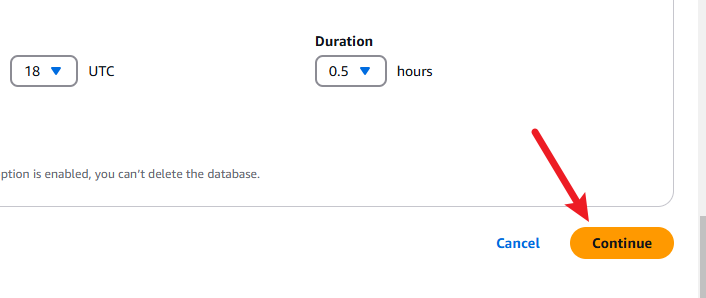 Duration
18 UTC 0.5 hours
ption is enabled, you can't delete the database.
Cancel Continue